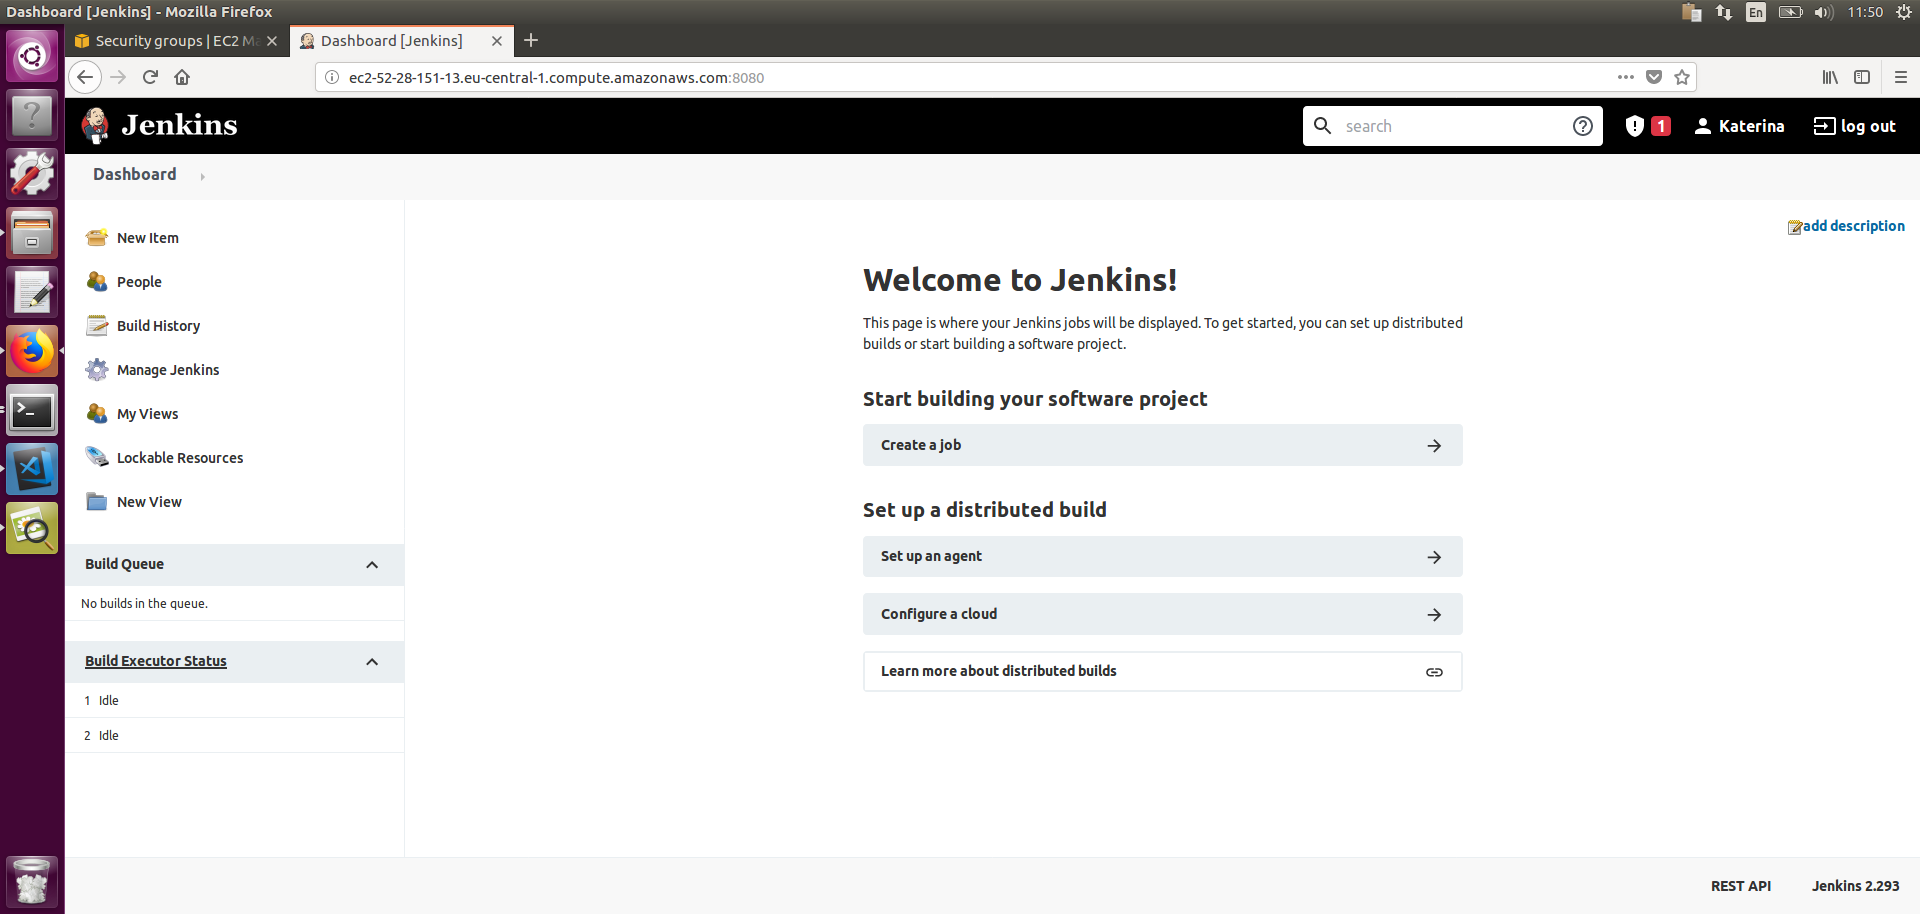 Dashboard [Jenkins] - Mozilla Firefox
En
11:50
Security groups | EC2 Ma
Dashboard [Jenkins]
ec2-52-28-151-13.eu-central-1.compute.amazonaws.com:8080
Jenkins
search
1
Katerina
log out
Dashboard
New Item
People
Build History
Manage Jenkins
My Views
Lockable Resources
New View
Build Queue
No builds in the queue.
Build Executor Status
1 Idle
2 Idle
add description
Welcome to Jenkins!
This page is where your Jenkins jobs will be displayed. To get started, you can set up distributed
builds or start building a software project.
Start building your software project
Create a job
Set up a distributed build
Set up an agent
Configure a cloud
Learn more about distributed builds
REST API
Jenkins 2.293